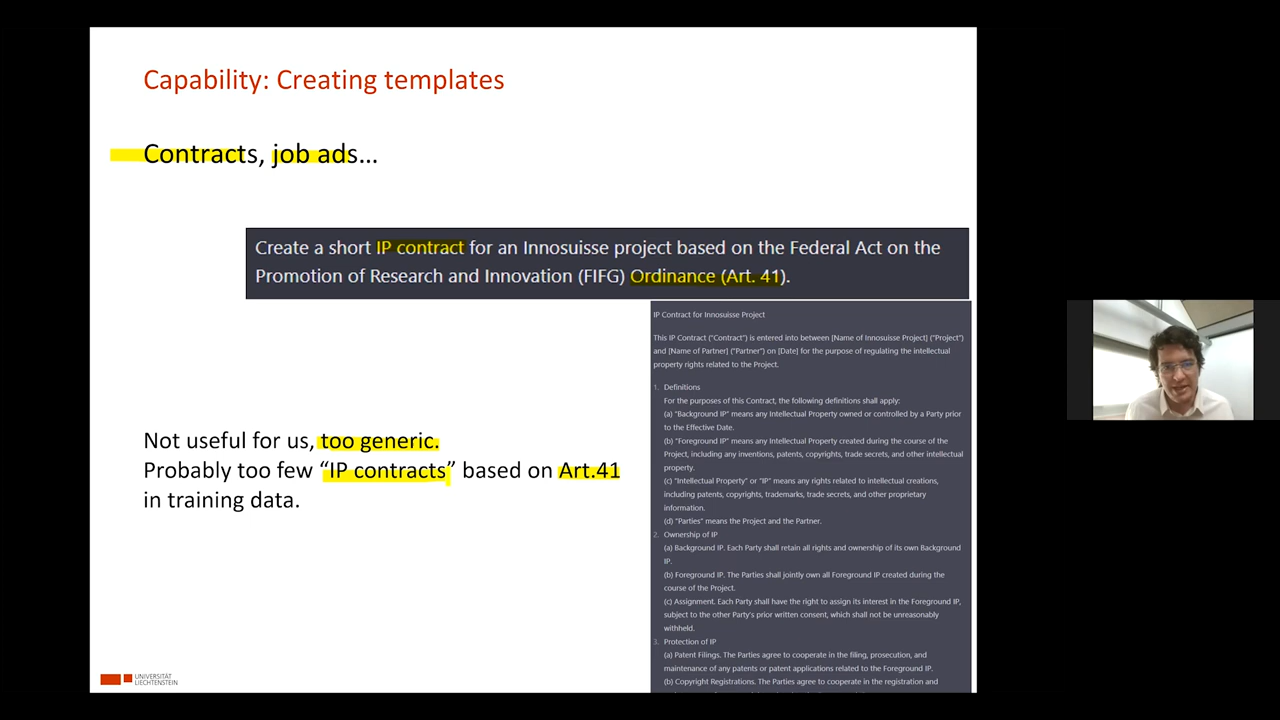 Capability: Creating templates
Contracts, job ads...
Create a short IP contract for an Innosuisse project based on the Federal Act on the
Promotion of Research and Innovation (FIFG) Ordinance (Art. 41).
IP Contract for Innosuisse Project
This IP Contract ("Contract") is entered into between [Name of Innosuisse Project] ("Project")
and [Name of Partner] ("Partner") on [Date] for the purpose of regulating the intellectual
property rights related to the Project.
1. Definitions
For the purposes of this Contract, the following definitions shall apply:
(a) "Background IP" means any Intellectual Property owned or controlled by a Party prior
to the Effective Date.
(b) "Foreground IP" means any Intellectual Property created during the course of the
Project, including any inventions, patents, copyrights, trade secrets, and other intellectual
property.
(c) "Intellectual Property" or "IP" means any rights related to intellectual creations,
including patents, copyrights, trademarks, trade secrets, and other proprietary
information.
(d) "Parties" means the Project and the Partner.
2. Ownership of IP
(a) Background IP. Each Party shall retain all rights and ownership of its own Background
IP.
(b) Foreground IP. The Parties shall jointly own all Foreground IP created during the
course of the Project.
(c) Assignment. Each Party shall have the right to assign its interest in the Foreground IP,
subject to the other Party's prior written consent, which shall not be unreasonably
withheld.
3. Protection of IP
(a) Patent Filings. The Parties agree to cooperate in the filing, prosecution, and
maintenance of any patents or patent applications related to the Foreground IP.
(b) Copyright Registrations. The Parties agree to cooperate in the registration and
Not useful for us, too generic.
Probably too few “IP contracts” based on Art.41
in training data.
UNIVERSITÄT
LIECHTENSTEIN